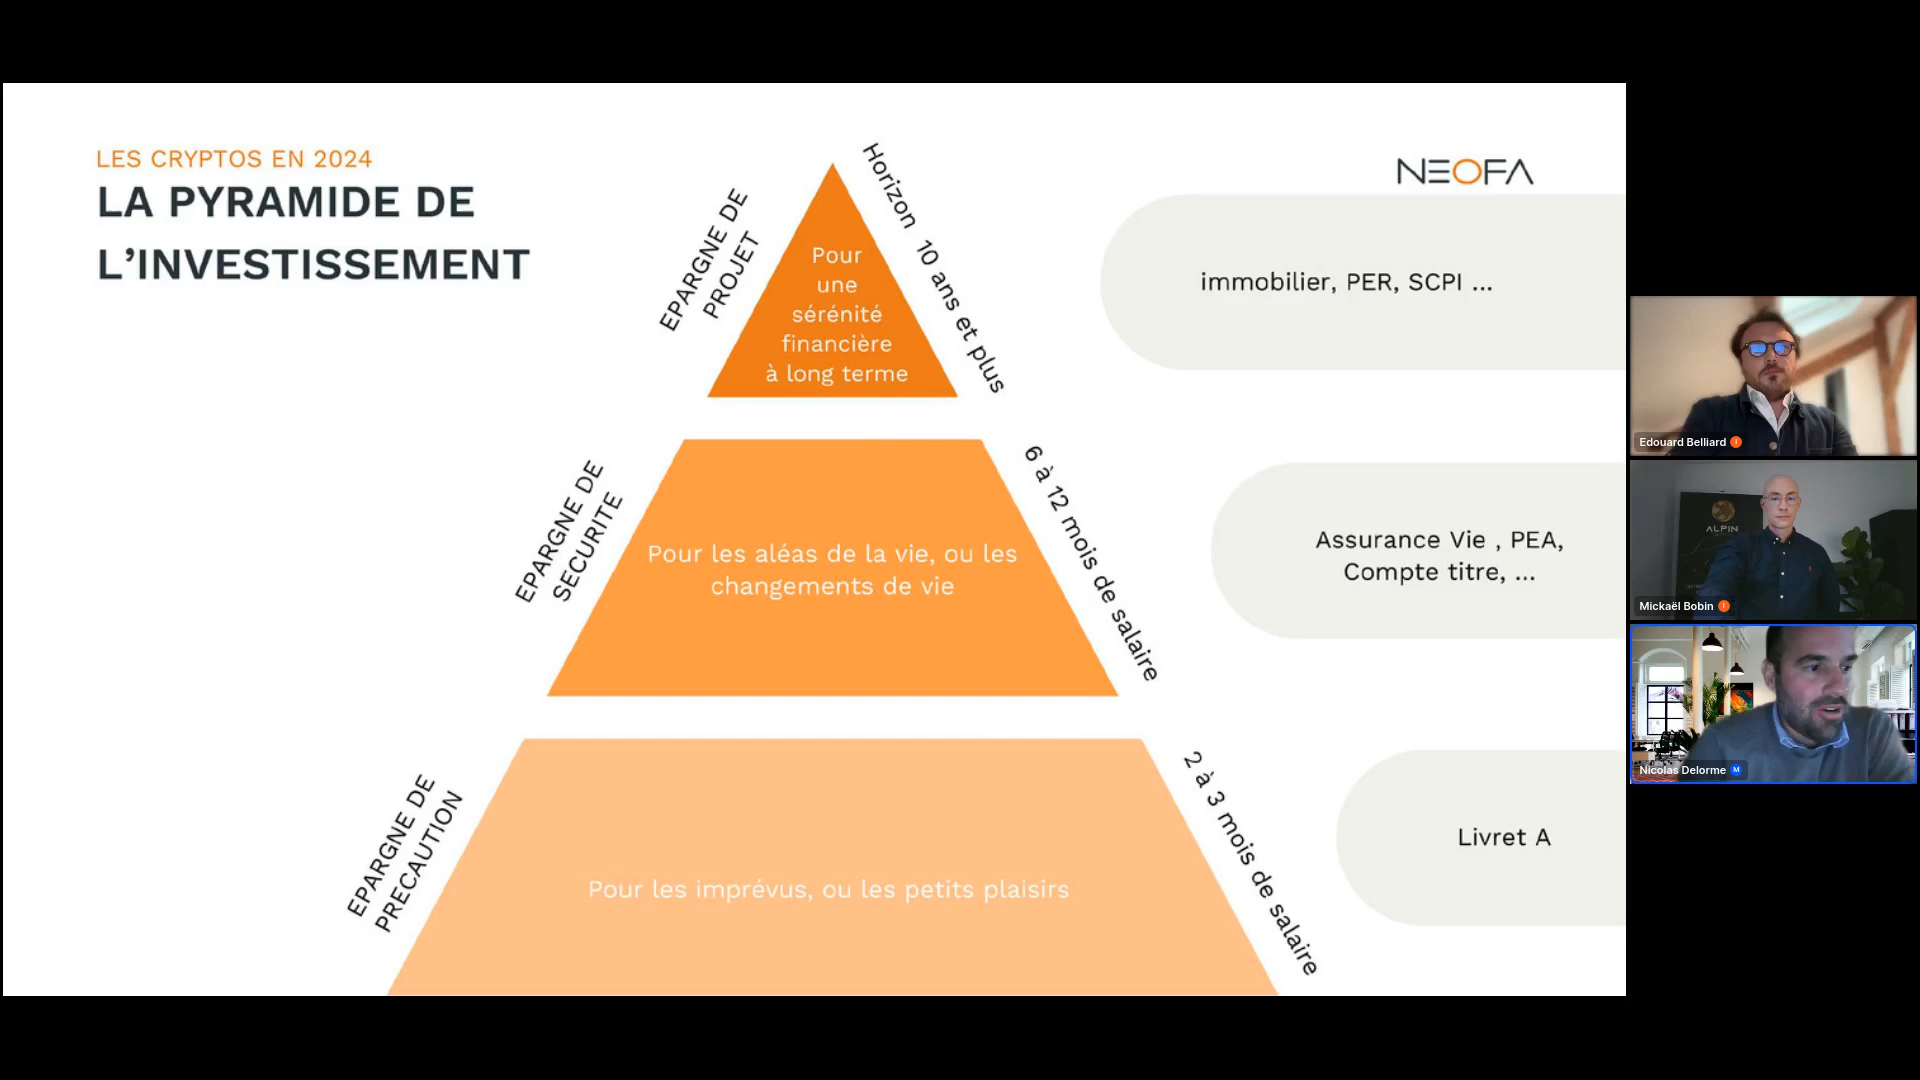 LES CRYPTOS EN 2024
LA PYRAMIDE DE
L’INVESTISSEMENT
NEOFA
EPARGNE DE
PROJET
Pour
une
sérénité
financière
à long terme
Horizon 10 ans et plus
immobilier, PER, SCPI ...
EPARGNE DE
SECURITE
Pour les aléas de la vie, ou les
changements de vie
6 à 12 mois de salaire
Assurance Vie , PEA,
Compte titre, ...
EPARGNE DE
PRECAUTION
Pour les imprévus, ou les petits plaisirs
2 à 3 mois de salaire
Livret A
Edouard Belliard
ALPIN
Mickaël Bobin
Nicolas Delorme M